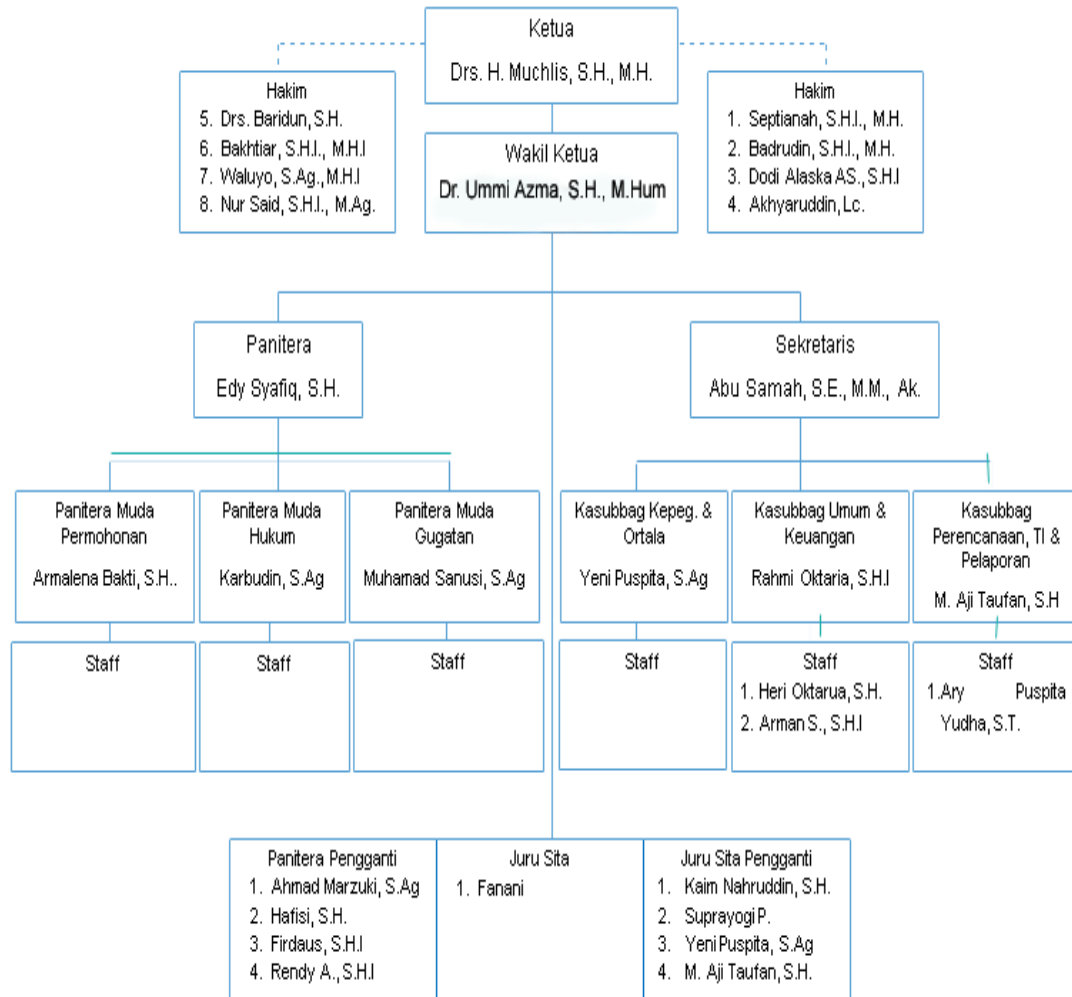 Ketua
Drs. H. Muchlis, S.H., M.H.
Hakim
5. Drs. Baridun, S.H.
6. Bakhtiar, S.H.I., M.H.I
7. Waluyo, S.Ag., M.H.I
8. Nur Said, S.H.I., M.Ag.
Wakil Ketua
Dr. Ummi Azma, S.H., M.Hum
Hakim
1. Septianah, S.H.I., M.H.
2. Badrudin, S.H.I., M.H.
3. Dodi Alaska AS., S.H.I
4. Akhyaruddin, Lc.
Panitera
Edy Syafiq, S.H.
Sekretaris
Abu Samah, S.E., M.M., Ak.
Panitera Muda
Permohonan
Armalena Bakti, S.H..
Panitera Muda
Hukum
Karbudin, S.Ag
Panitera Muda
Gugatan
Muhamad Sanusi, S.Ag
Kasubbag Kepeg. &
Ortala
Yeni Puspita, S.Ag
Kasubbag Umum &
Keuangan
Rahmi Oktaria, S.H.I
Kasubbag
Perencanaan, TI &
Pelaporan
M. Aji Taufan, S.H
Staff
Staff
Staff
Staff
Staff
1. Heri Oktarua, S.H.
2. Arman S., S.H.I
Staff
1.Ary Puspita
Yudha, S.T.
Panitera Pengganti
1. Ahmad Marzuki, S.Ag
2. Hafisi, S.H.
3. Firdaus, S.H.I
4. Rendy A., S.H.I
Juru Sita
1. Fanani
Juru Sita Pengganti
1. Kaim Nahruddin, S.H.
2. Suprayogi P.
3. Yeni Puspita, S.Ag
4. M. Aji Taufan, S.H.